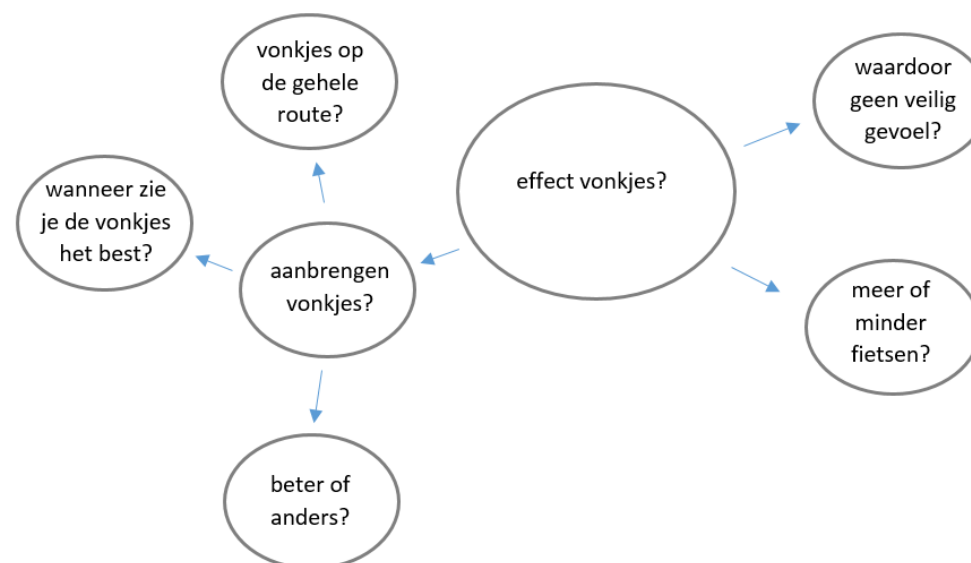 vonkjes op
de gehele
route?
waardoor
geen veilig
gevoel?
effect vonkjes?
wanneer zie
je de vonkjes
het best?
aanbrengen
vonkjes?
meer of
minder
fietsen?
beter of
anders?